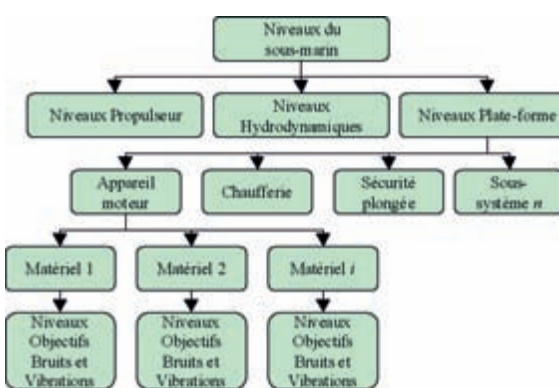 Niveaux du
sous-marin
Niveaux Propulseur
Niveaux
Hydrodynamiques
Niveaux Plate-forme
Appareil
moteur
Chaufferie
Sécurité
plongée
Sous-
système n
Matériel 1
Matériel 2
Matériel i
Niveaux
Objectifs
Bruits et
Vibrations
Niveaux
Objectifs
Bruits et
Vibrations
Niveaux
Objectifs
Bruits et
Vibrations